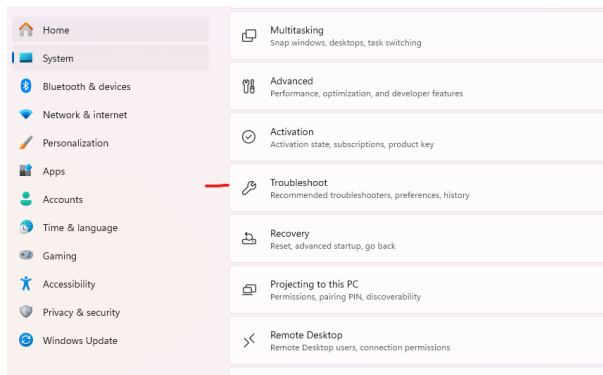 Home
System
Bluetooth & devices
Network & internet
Personalization
Apps
Accounts
Time & language
Gaming
Accessibility
Privacy & security
Windows Update
Multitasking
Snap windows, desktops, task switching
Advanced
Performance, optimization, and developer features
Activation
Activation state, subscriptions, product key
Troubleshoot
Recommended troubleshooters, preferences, history
Recovery
Reset, advanced startup, go back
Projecting to this PC
Permissions, pairing PIN, discoverability
Remote Desktop
Remote Desktop users, connection permissions